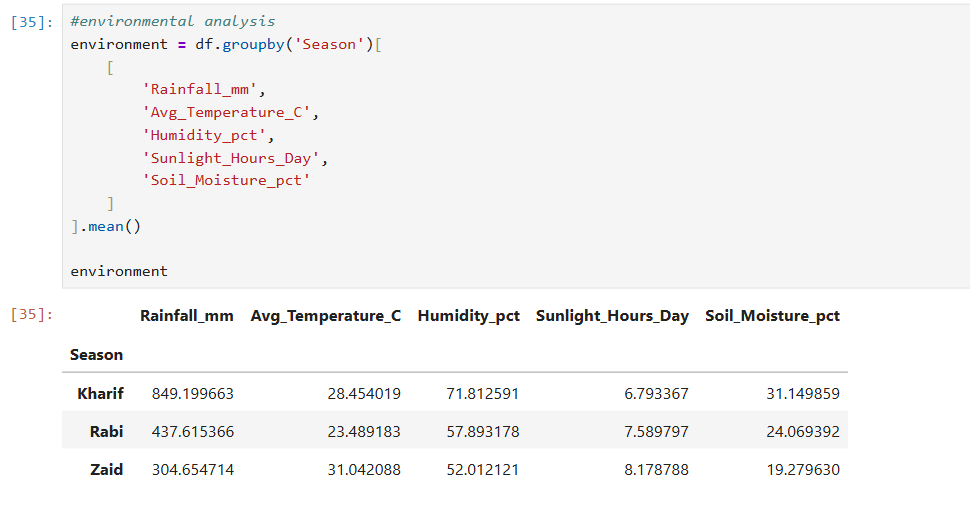 [35]: #environmental analysis
environment = df.groupby('Season')[
[
'Rainfall_mm',
'Avg_Temperature_C',
'Humidity_pct',
'Sunlight_Hours_Day',
'Soil_Moisture_pct'
]
].mean()
environment
[35]: Rainfall_mm Avg_Temperature_C Humidity_pct Sunlight_Hours_Day Soil_Moisture_pct
Season
Kharif 849.199663 28.454019 71.812591 6.793367 31.149859
Rabi 437.615366 23.489183 57.893178 7.589797 24.069392
Zaid 304.654714 31.042088 52.012121 8.178788 19.279630